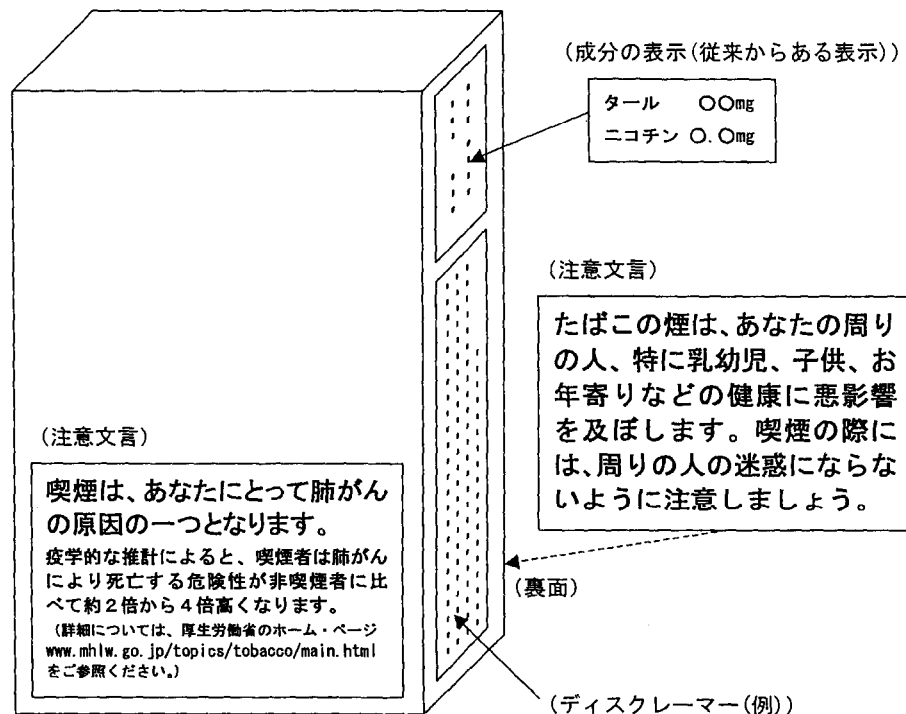 (成分の表示(従来からある表示))
タール　○○mg
ニコチン ○.○mg
(注意文言)
たばこの煙は、あなたの周り
の人、特に乳幼児、子供、お
年寄りなどの健康に悪影響
を及ぼします。喫煙の際に
は、周りの人の迷惑にならな
いように注意しましょう。
(裏面)
(注意文言)
喫煙は、あなたにとって肺がん
の原因の一つとなります。
疫学的な推計によると、喫煙者は肺がん
により死亡する危険性が非喫煙者に比
べて約2倍から4倍高くなります。
(詳細については、厚生労働省のホーム・ページ
www.mhlw.go.jp/topics/tobacco/main.html
をご参照ください。)
(ディスクレーマー(例))